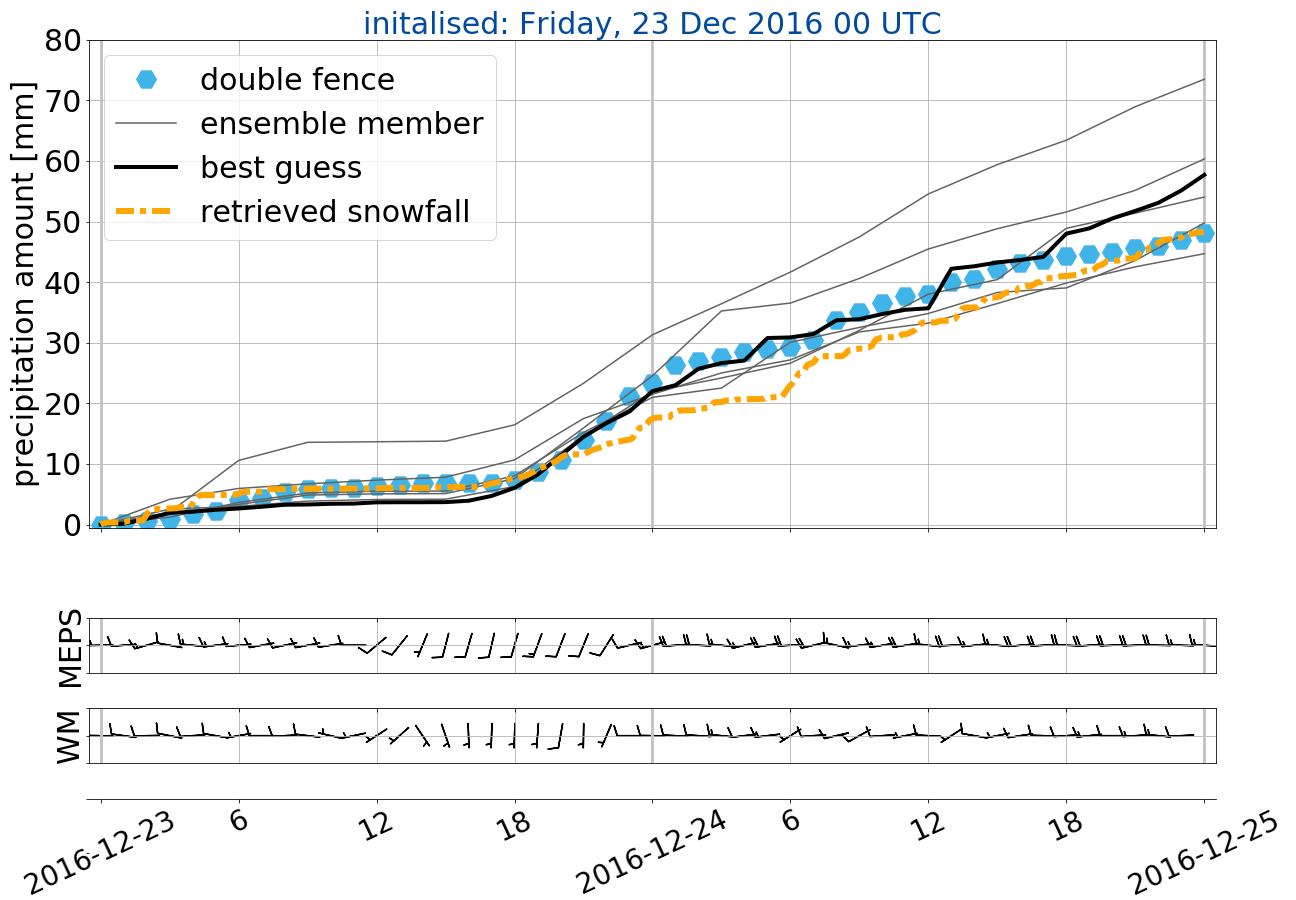 initalised: Friday, 23 Dec 2016 00 UTC
precipitation amount [mm]
80
70
60
50
40
30
20
10
0
double fence
ensemble member
best guess
retrieved snowfall
MEPS
WM
2016-12-23
6
12
18
2016-12-24
6
12
18
2016-12-25